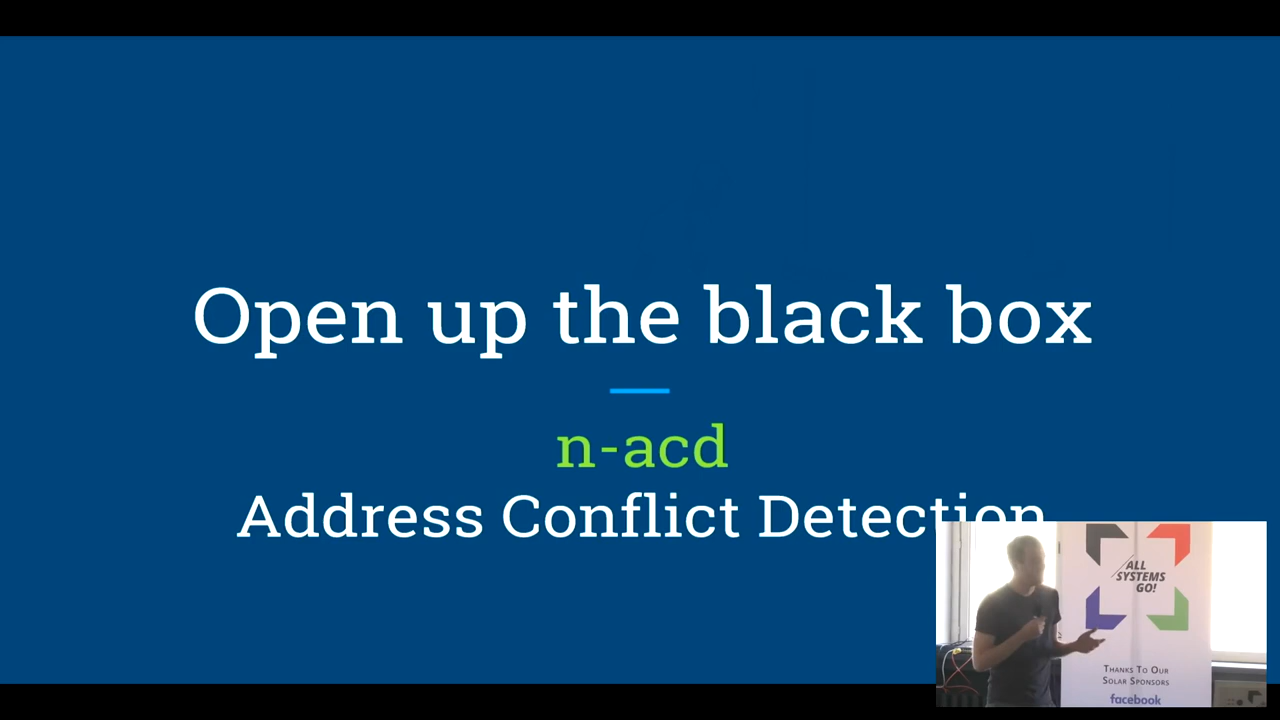 Open up the black box
n-acd
Address Conflict Detection
ALL
SYSTEMS
GO!
THANKS TO OUR
SOLAR SPONSORS
facebook